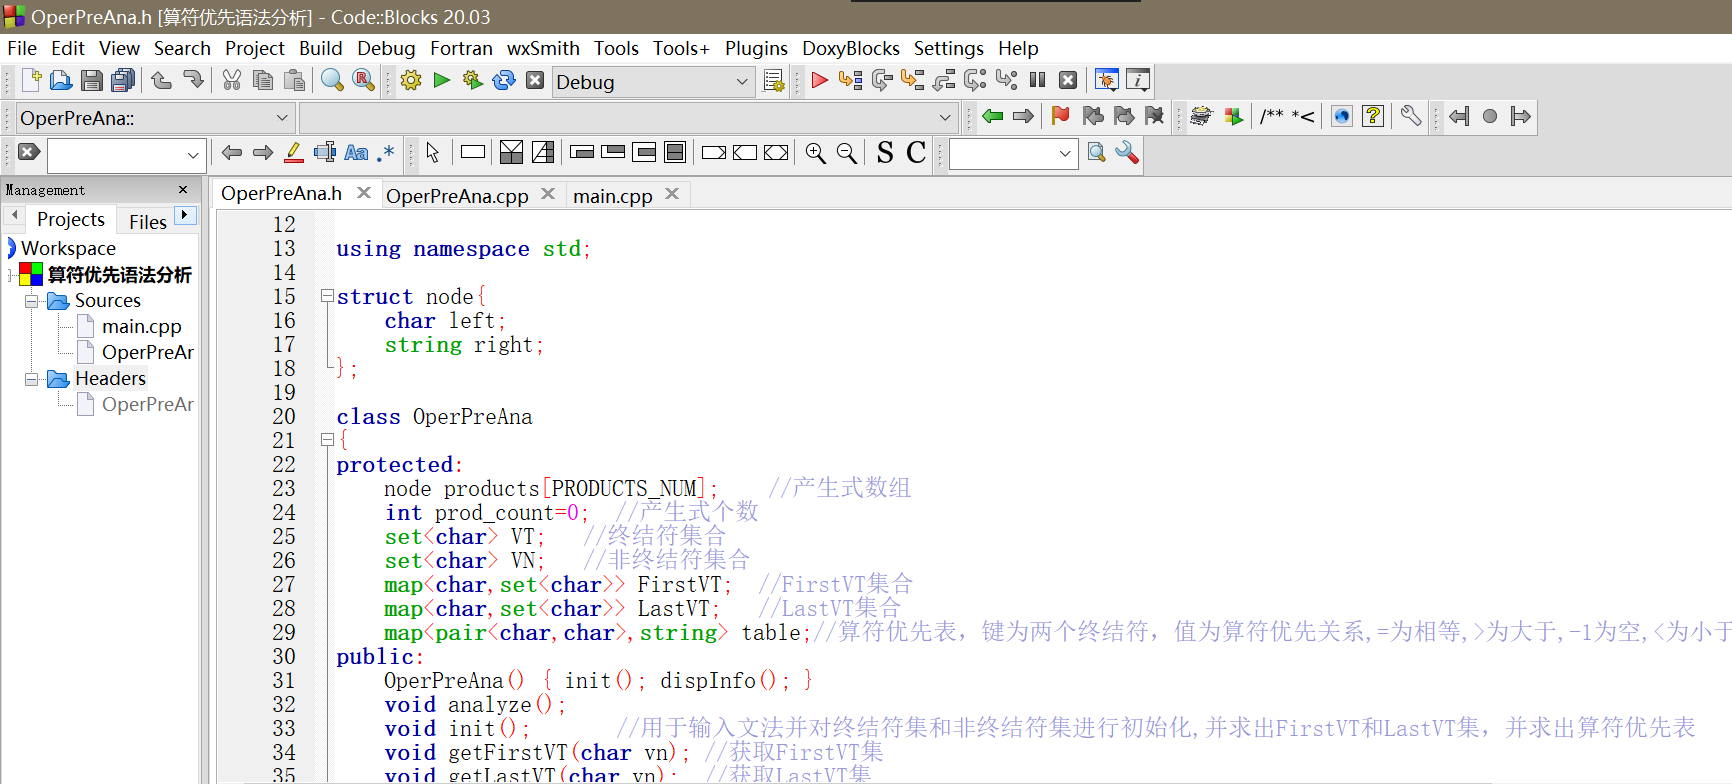 OperPreAna.h [算符优先语法分析] - Code::Blocks 20.03
File Edit View Search Project Build Debug Fortran wxSmith Tools Tools+ Plugins DoxyBlocks Settings Help
Debug
OperPreAna::
/** *<
Aa .*
S C
Management
Projects Files
Workspace
算符优先语法分析
Sources
main.cpp
OperPreAr
Headers
OperPreAr
OperPreAna.h OperPreAna.cpp main.cpp
12
13 using namespace std;
14
15 struct node{
16 char left;
17 string right;
18 };
19
20 class OperPreAna
21 {
22 protected:
23 node products[PRODUCTS_NUM]; //产生式数组
24 int prod_count=0; //产生式个数
25 set<char> VT; //终结符集合
26 set<char> VN; //非终结符集合
27 map<char,set<char>> FirstVT; //FirstVT集合
28 map<char,set<char>> LastVT; //LastVT集合
29 map<pair<char,char>,string> table;//算符优先表，键为两个终结符，值为算符优先关系,=为相等,>为大于,-1为空,<为小于
30 public:
31 OperPreAna() { init(); dispInfo(); }
32 void analyze();
33 void init(); //用于输入文法并对终结符集和非终结符集进行初始化,并求出FirstVT和LastVT集，并求出算符优先表
34 void getFirstVT(char vn); //获取FirstVT集
35 void getLastVT(char vn); //获取LastVT集